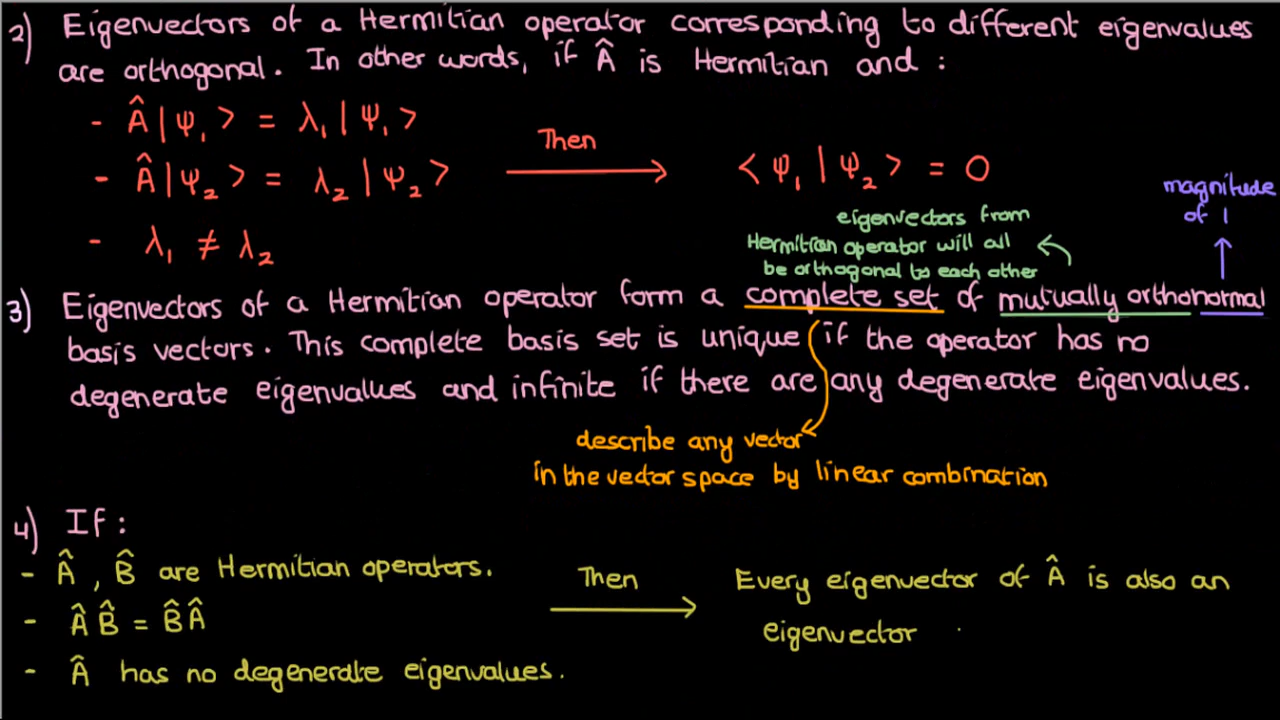 2) Eigenvectors of a Hermitian operator corresponding to different eigenvalues
are orthogonal. In other words, if Â is Hermitian and :
- Â|Ψ₁> = λ₁|Ψ₁>
- Â|Ψ₂> = λ₂|Ψ₂>
- λ₁ ≠ λ₂
Then
<Ψ₁|Ψ₂> = 0
magnitude
of 1
eigenvectors from
Hermitian operator will all
be orthogonal to each other
3) Eigenvectors of a Hermitian operator form a complete set of mutually orthonormal
basis vectors. This complete basis set is unique if the operator has no
degenerate eigenvalues and infinite if there are any degenerate eigenvalues.
describe any vector
in the vector space by linear combination
4) If :
- Â , B̂ are Hermitian operators.
- Â B̂ = B̂ Â
- Â has no degenerate eigenvalues.
Then
Every eigenvector of Â is also an
eigenvector